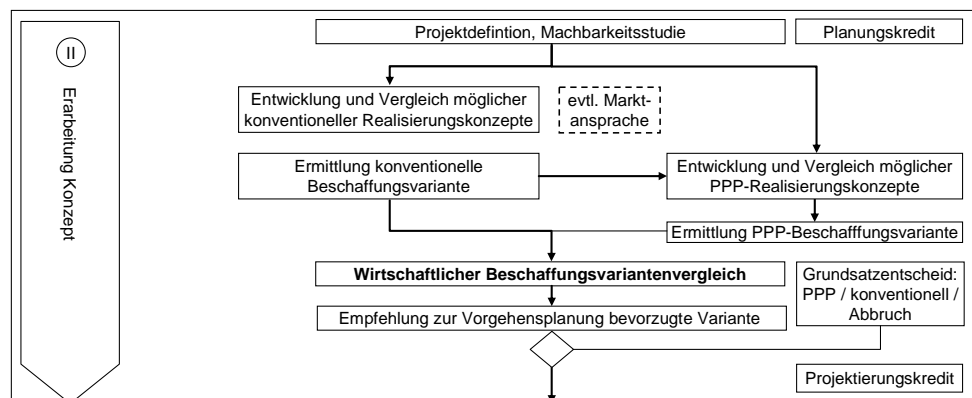 II
Erarbeitung Konzept
Projektdefintion, Machbarkeitsstudie
Planungskredit
Entwicklung und Vergleich möglicher
konventioneller Realisierungskonzepte
evtl. Markt-
ansprache
Ermittlung konventionelle
Beschaffungsvariante
Entwicklung und Vergleich möglicher
PPP-Realisierungskonzepte
Ermittlung PPP-Beschafffungsvariante
Wirtschaftlicher Beschaffungsvariantenvergleich
Grundsatzentscheid:
PPP / konventionell /
Abbruch
Empfehlung zur Vorgehensplanung bevorzugte Variante
Projektierungskredit